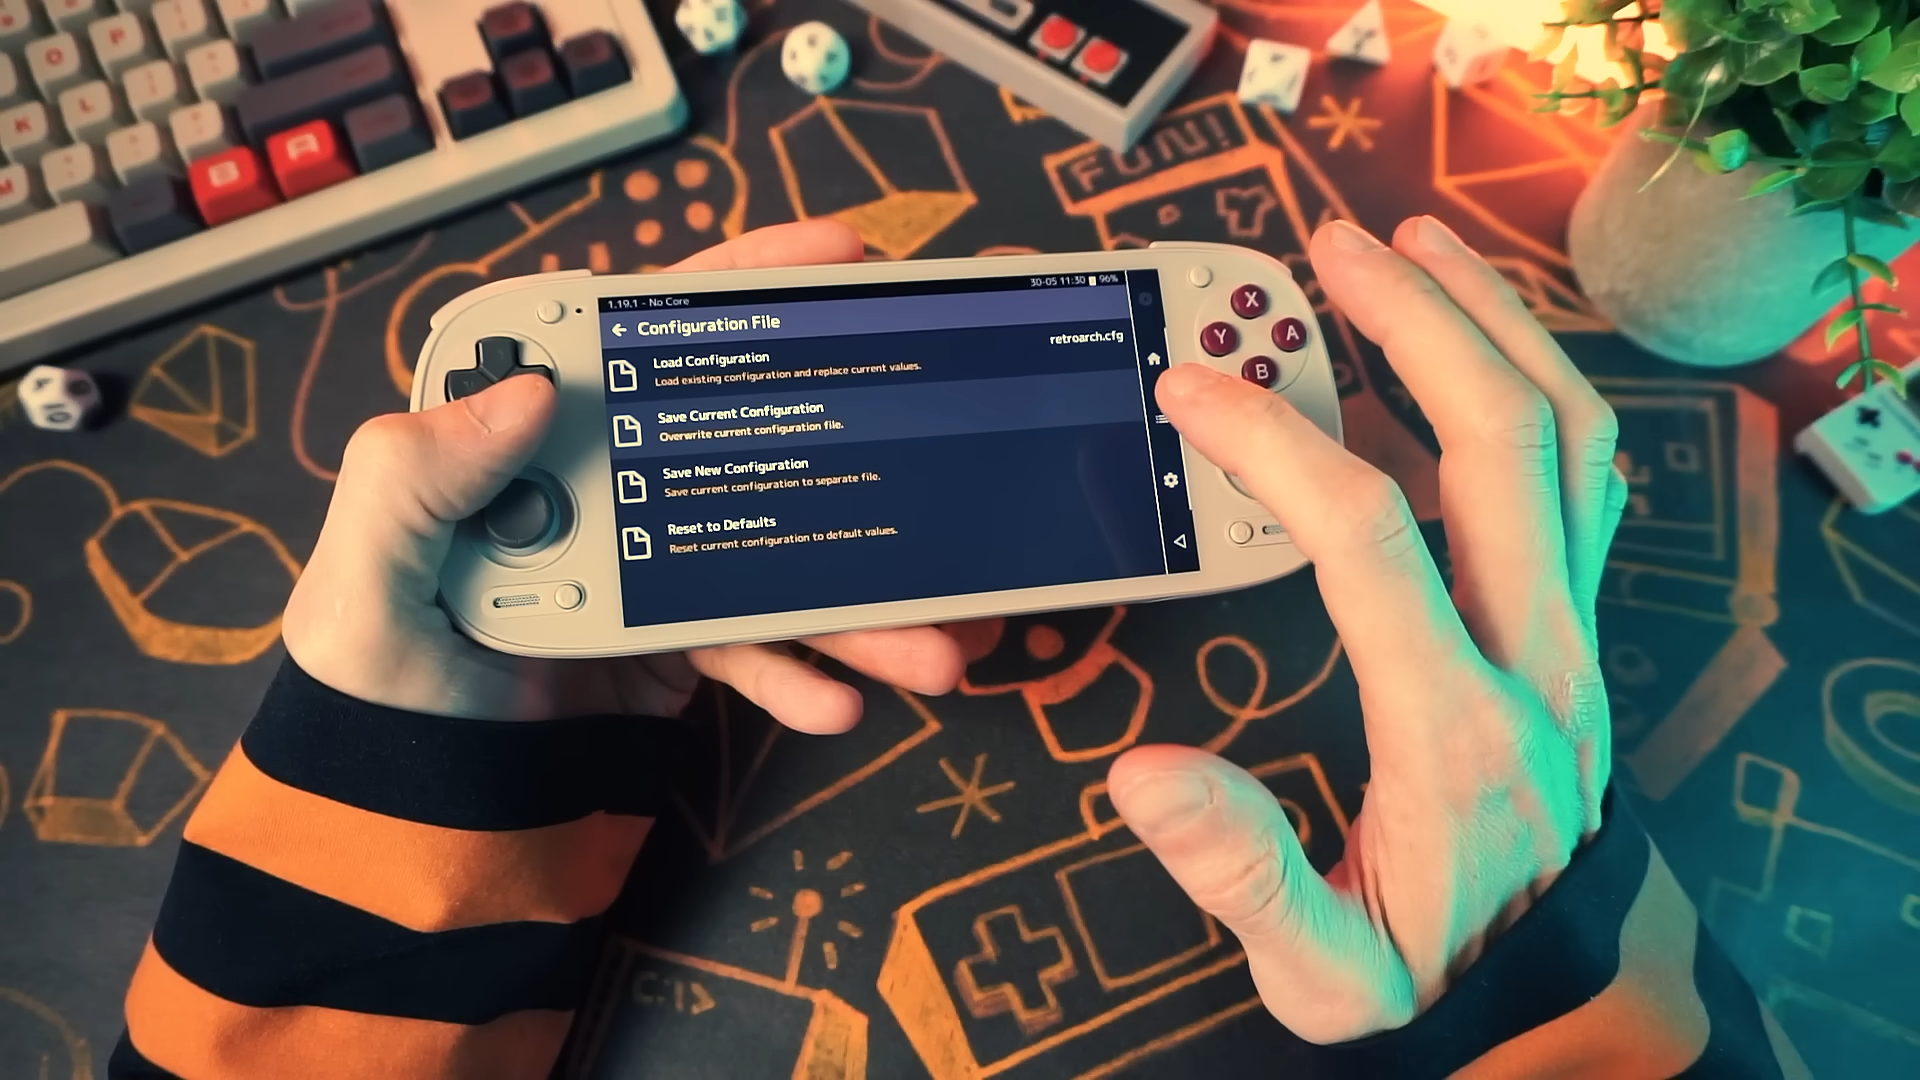 O
P
K
L
M
B
A
FUN!
1.19.1 - No Core
30-05 11:30 96%
Configuration File
Load Configuration
retroarch.cfg
Load existing configuration and replace current values.
Save Current Configuration
Overwrite current configuration file.
Save New Configuration
Save current configuration to separate file.
Reset to Defaults
Reset current configuration to default values.
X
Y
A
B
10
C:\>